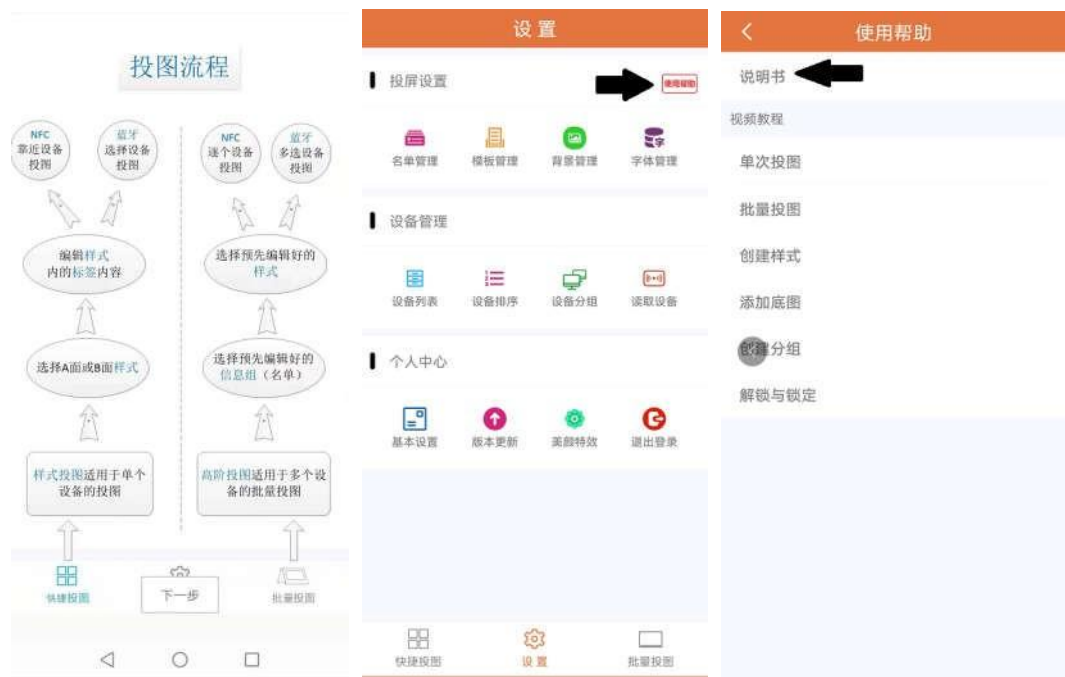 投图流程
NFC
靠近设备
投图
蓝牙
选择设备
投图
NFC
逐个设备
投图
蓝牙
多选设备
投图
编辑样式
内的标签内容
选择预先编辑好的
样式
选择A面或B面样式
选择预先编辑好的
信息组（名单）
样式投图适用于单个
设备的投图
高阶投图适用于多个设
备的批量投图
快捷投图
下一步
批量投图
设置
投屏设置
使用帮助
名单管理
模板管理
背景管理
字体管理
设备管理
设备列表
设备排序
设备分组
读取设备
个人中心
基本设置
版本更新
美颜特效
退出登录
快捷投图
设置
批量投图
使用帮助
说明书
视频教程
单次投图
批量投图
创建样式
添加底图
创建分组
解锁与锁定